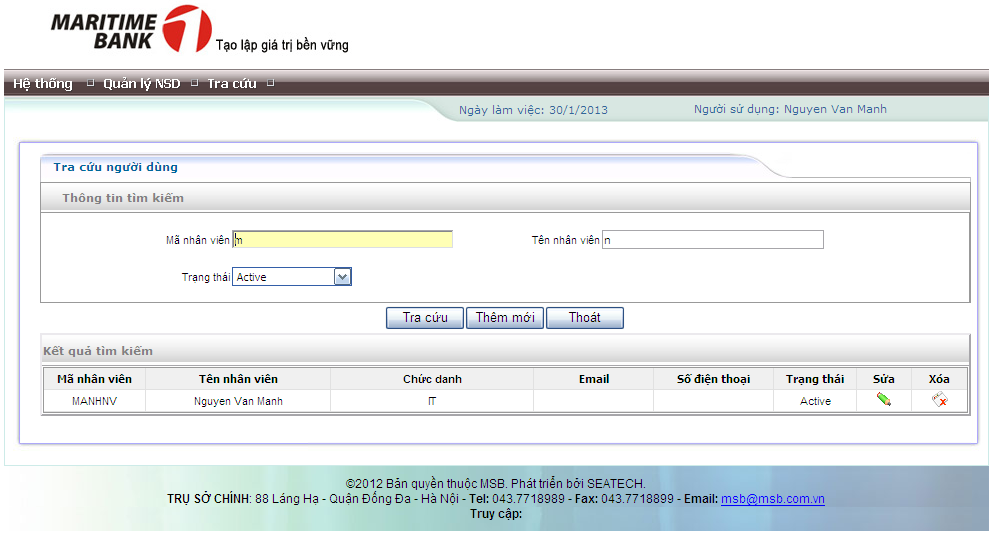 MARITIME
BANK
Tạo lập giá trị bền vững
Hệ thống Quản lý NSD Tra cứu
Ngày làm việc: 30/1/2013 Người sử dụng: Nguyen Van Manh
Tra cứu người dùng
Thông tin tìm kiếm
Mã nhân viên m Tên nhân viên n
Trạng thái Active
Tra cứu Thêm mới Thoát
Kết quả tìm kiếm
Mã nhân viên Tên nhân viên Chức danh Email Số điện thoại Trạng thái Sửa Xóa
MANHNV Nguyen Van Manh IT Active
©2012 Bản quyền thuộc MSB. Phát triển bởi SEATECH.
TRỤ SỞ CHÍNH: 88 Láng Hạ - Quận Đống Đa - Hà Nội - Tel: 043.7718989 - Fax: 043.7718899 - Email: msb@msb.com.vn
Truy cập: